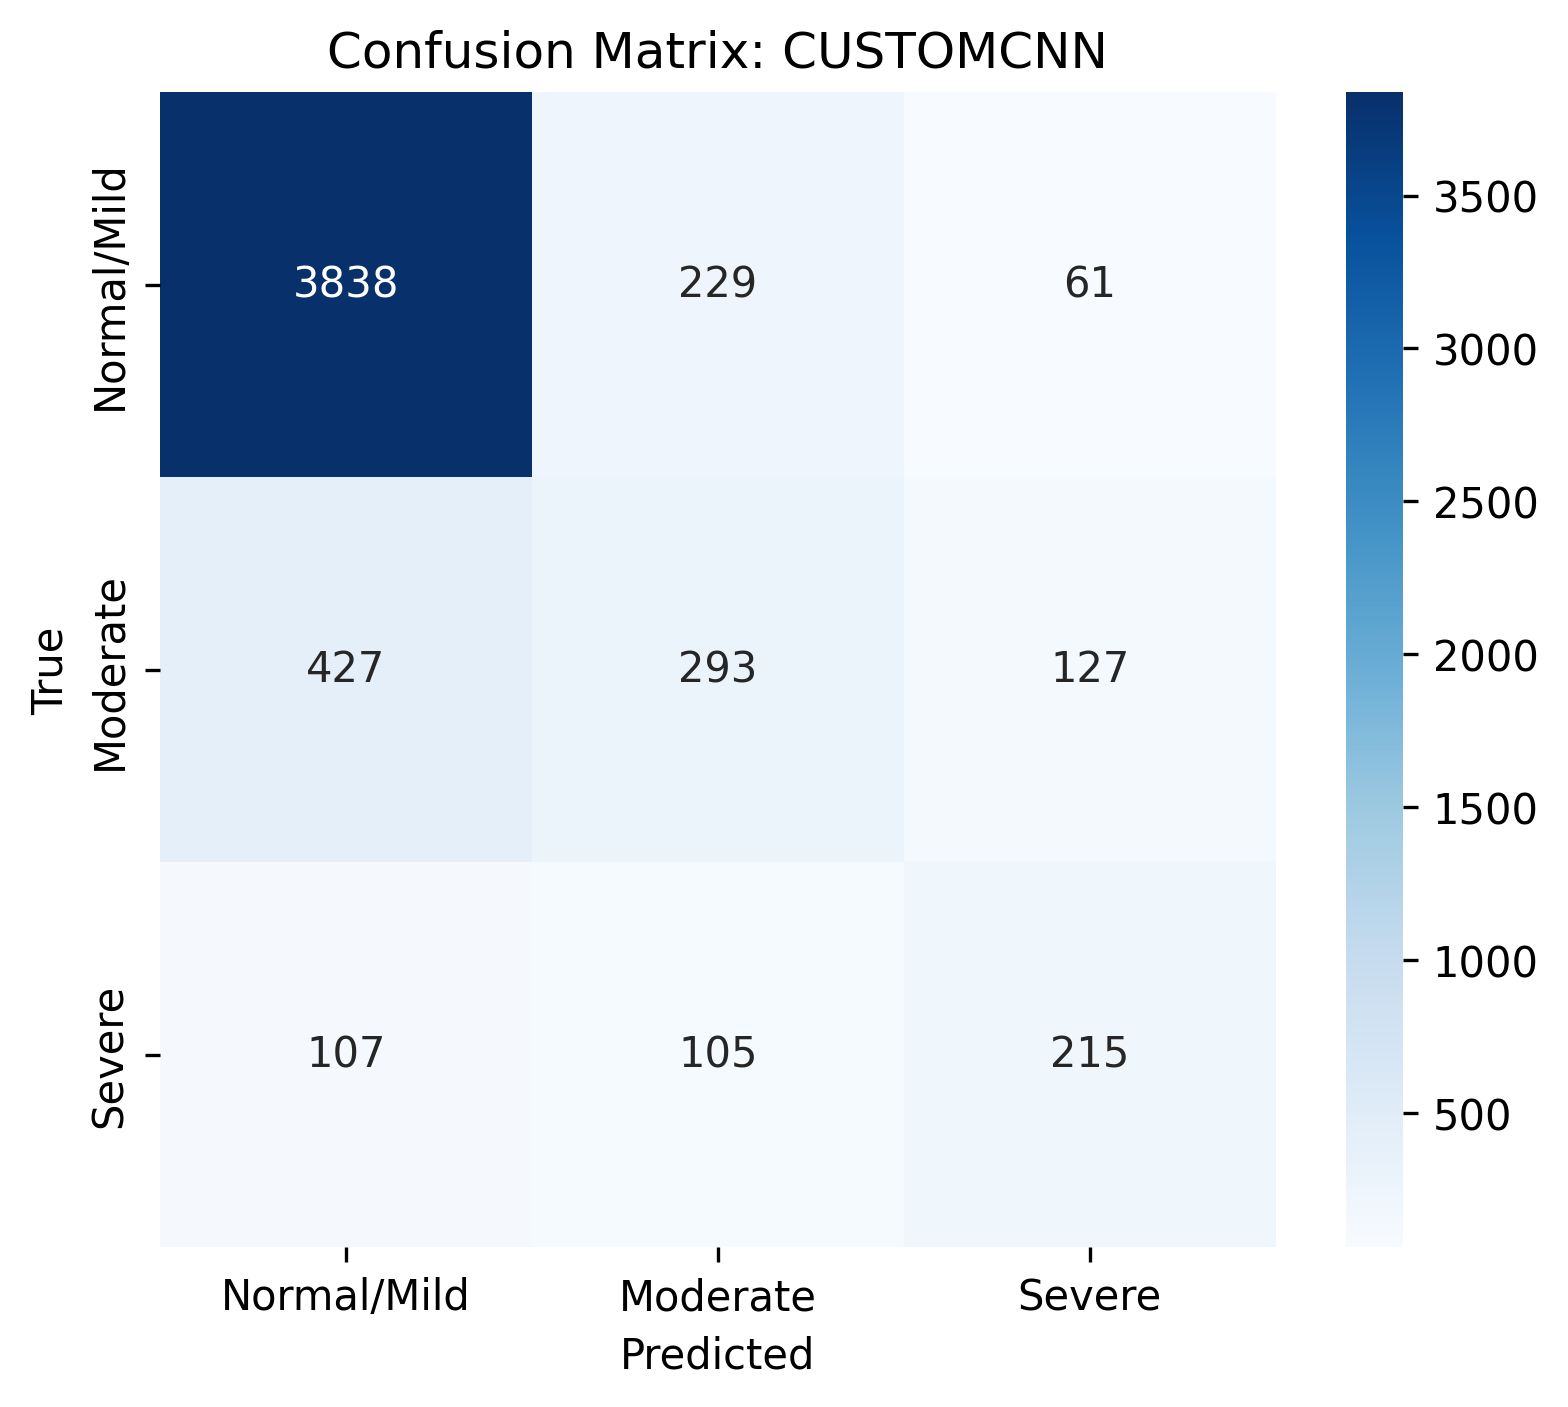 Confusion Matrix: CUSTOMCNN
True
Normal/Mild
Moderate
Severe
3838 229 61
427 293 127
107 105 215
Normal/Mild Moderate Severe
Predicted
3500
3000
2500
2000
1500
1000
500